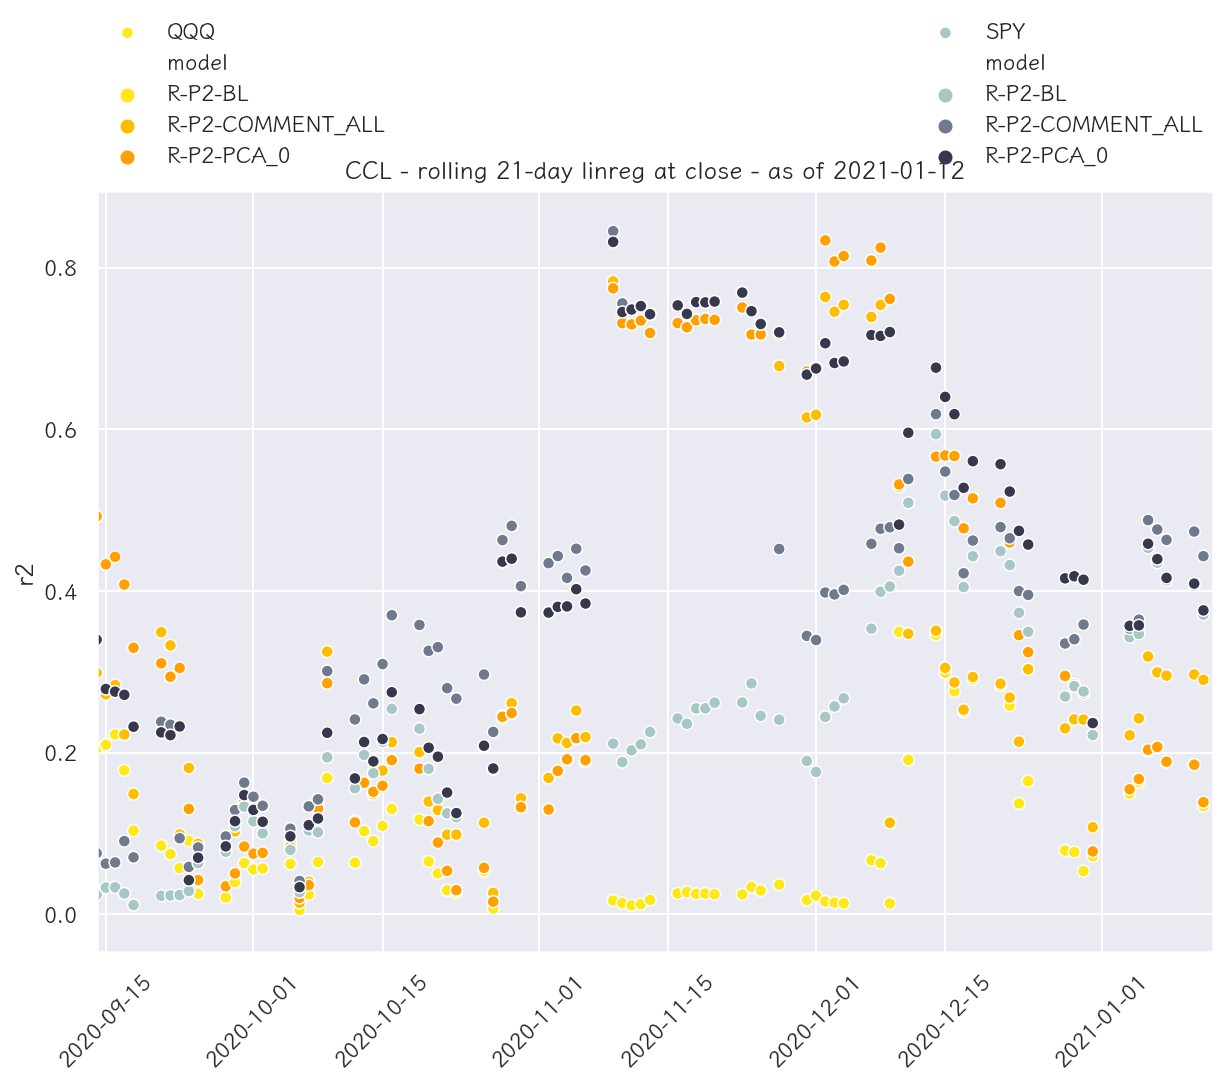 QQQ
model
R-P2-BL
R-P2-COMMENT_ALL
R-P2-PCA_0
SPY
model
R-P2-BL
R-P2-COMMENT_ALL
R-P2-PCA_0
CCL - rolling 21-day linreg at close - as of 2021-01-12
r2
0.8
0.6
0.4
0.2
0.0
2020-09-15
2020-10-01
2020-10-15
2020-11-01
2020-11-15
2020-12-01
2020-12-15
2021-01-01